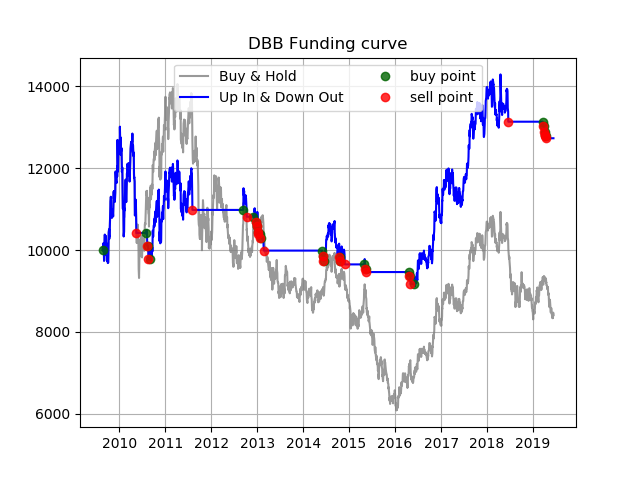 DBB Funding curve
Buy & Hold
Up In & Down Out
buy point
sell point
14000
12000
10000
8000
6000
2010 2011 2012 2013 2014 2015 2016 2017 2018 2019